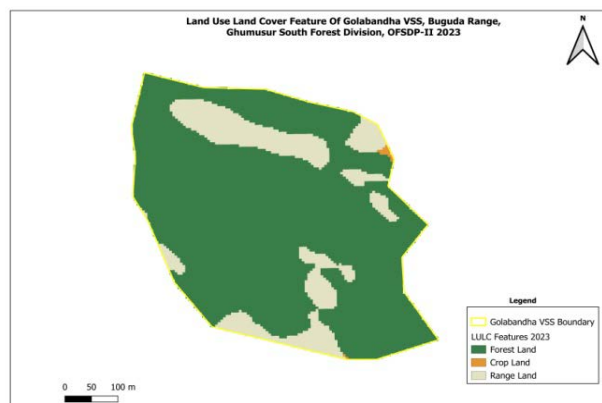 Land Use Land Cover Feature Of Golabandha VSS, Buguda Range,
Ghumusur South Forest Division, OFSDP-II 2023
N
Legend
Golabandha VSS Boundary
LULC Features 2023
Forest Land
Crop Land
Range Land
0 50 100 m